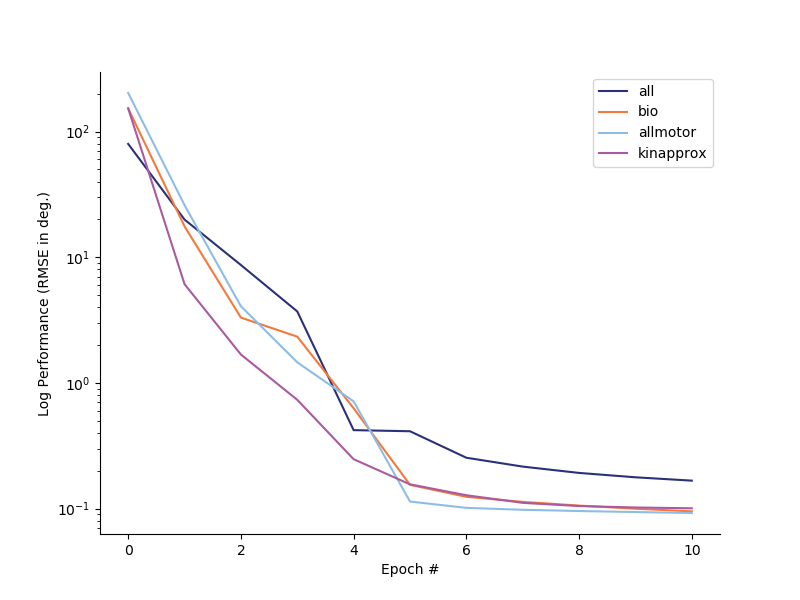 all
bio
allmotor
kinapprox
Log Performance (RMSE in deg.)
10²
10¹
10⁰
10⁻¹
0 2 4 6 8 10
Epoch #